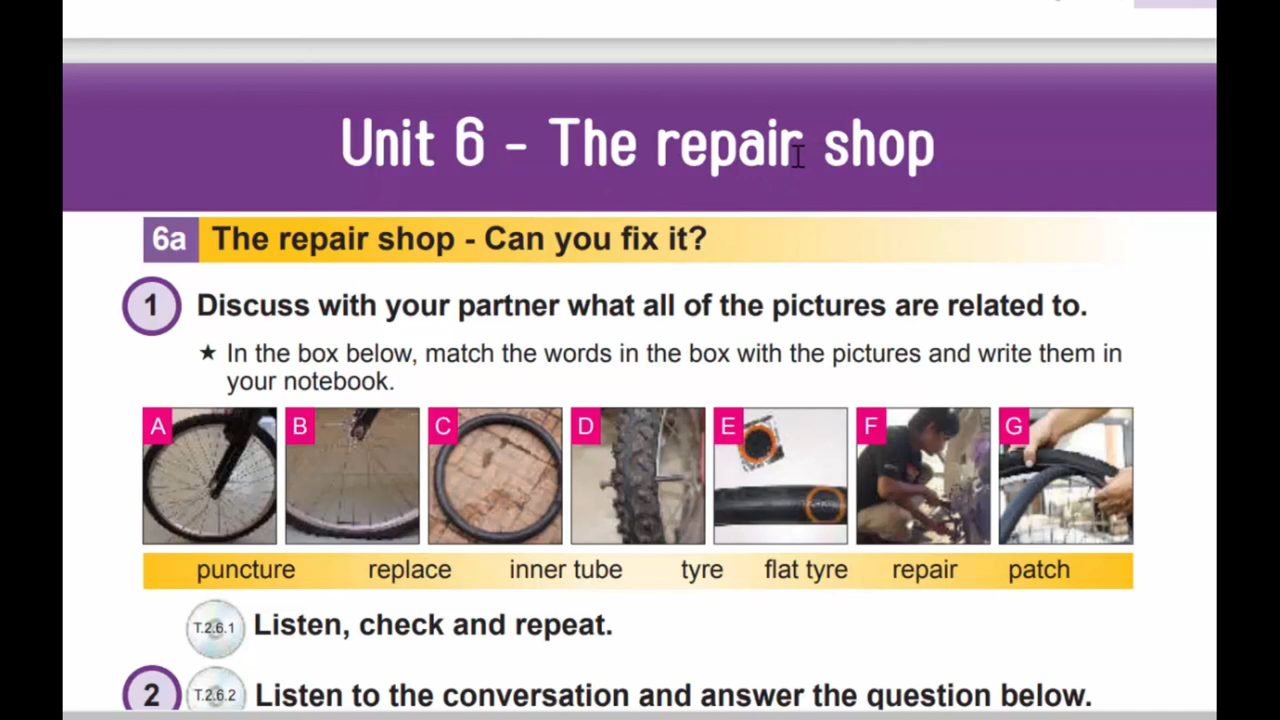 Unit 6 - The repair shop
6a The repair shop - Can you fix it?
1 Discuss with your partner what all of the pictures are related to.
★ In the box below, match the words in the box with the pictures and write them in
your notebook.
A B C D E F G
puncture replace inner tube tyre flat tyre repair patch
T.2.6.1 Listen, check and repeat.
2 T.2.6.2 Listen to the conversation and answer the question below.